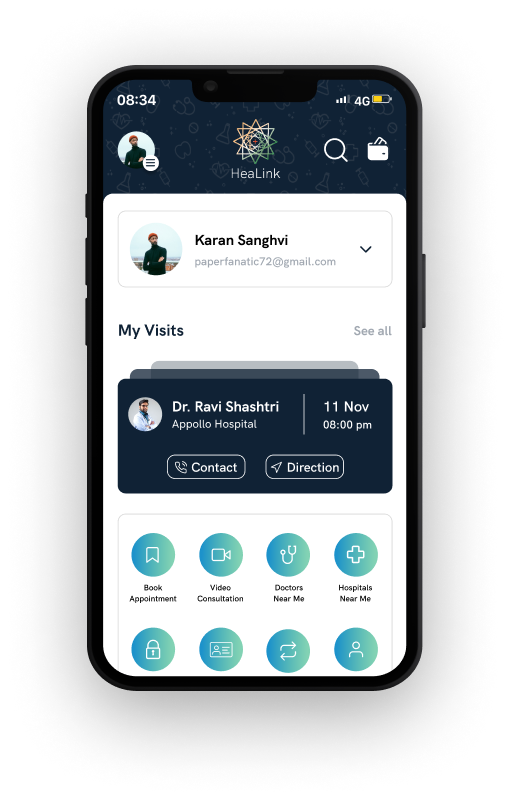 08:34
4G
HeaLink
Karan Sanghvi
paperfanatic72@gmail.com
My Visits
See all
Dr. Ravi Shashtri
11 Nov
Appollo Hospital
08:00 pm
Contact
Direction
Book
Appointment
Video
Consultation
Doctors
Near Me
Hospitals
Near Me